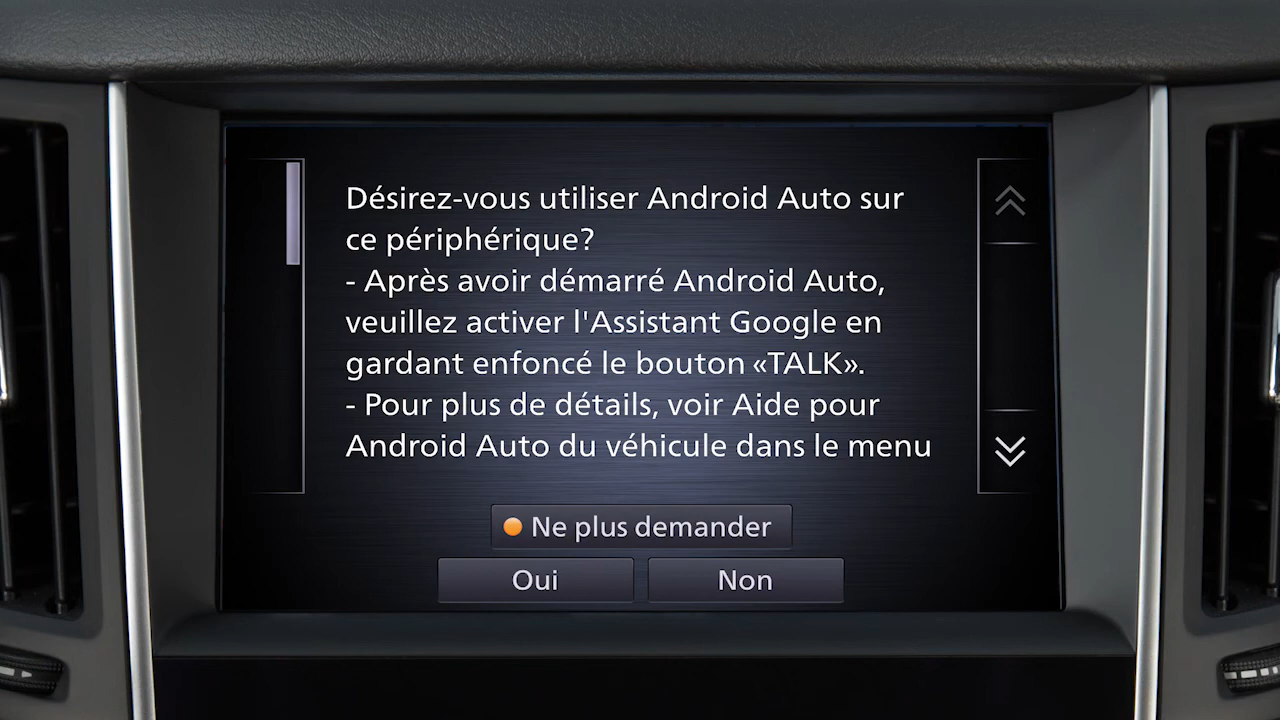 Désirez-vous utiliser Android Auto sur
ce périphérique?
- Après avoir démarré Android Auto,
veuillez activer l'Assistant Google en
gardant enfoncé le bouton «TALK».
- Pour plus de détails, voir Aide pour
Android Auto du véhicule dans le menu
Ne plus demander
Oui
Non